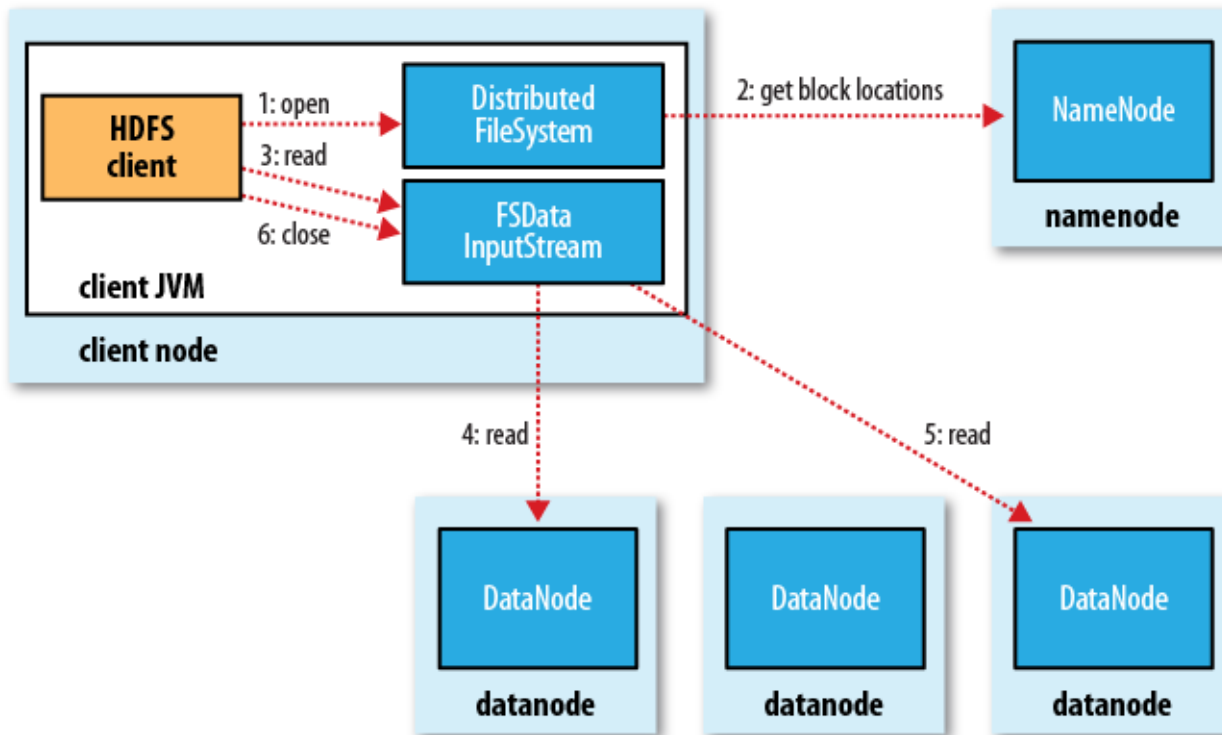 HDFS
client
1: open
3: read
6: close
Distributed
FileSystem
FSData
InputStream
client JVM
client node
2: get block locations
NameNode
namenode
4: read
5: read
DataNode
datanode
DataNode
datanode
DataNode
datanode